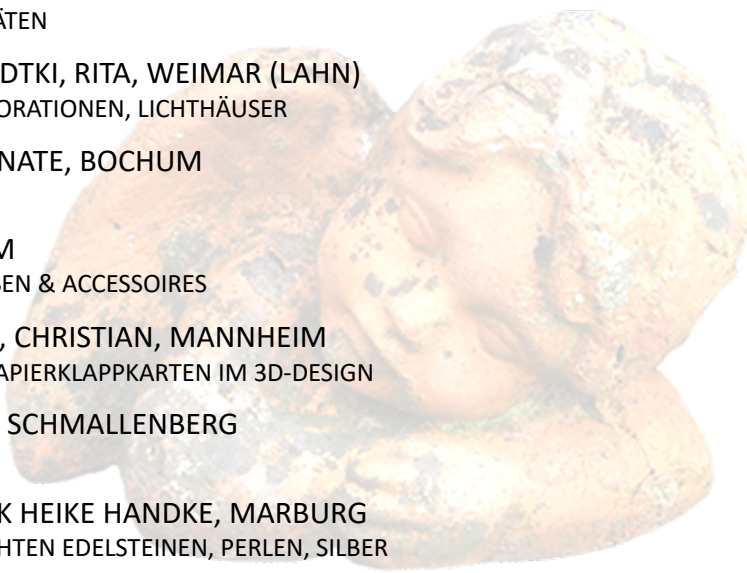 ÄTEN
DTKI, RITA, WEIMAR (LAHN)
ORATIONEN, LICHTHÄUSER
NATE, BOCHUM
M
EN & ACCESSOIRES
, CHRISTIAN, MANNHEIM
APIERKLAPPKARTEN IM 3D-DESIGN
SCHMALLENBERG
K HEIKE HANDKE, MARBURG
HTEN EDELSTEINEN, PERLEN, SILBER